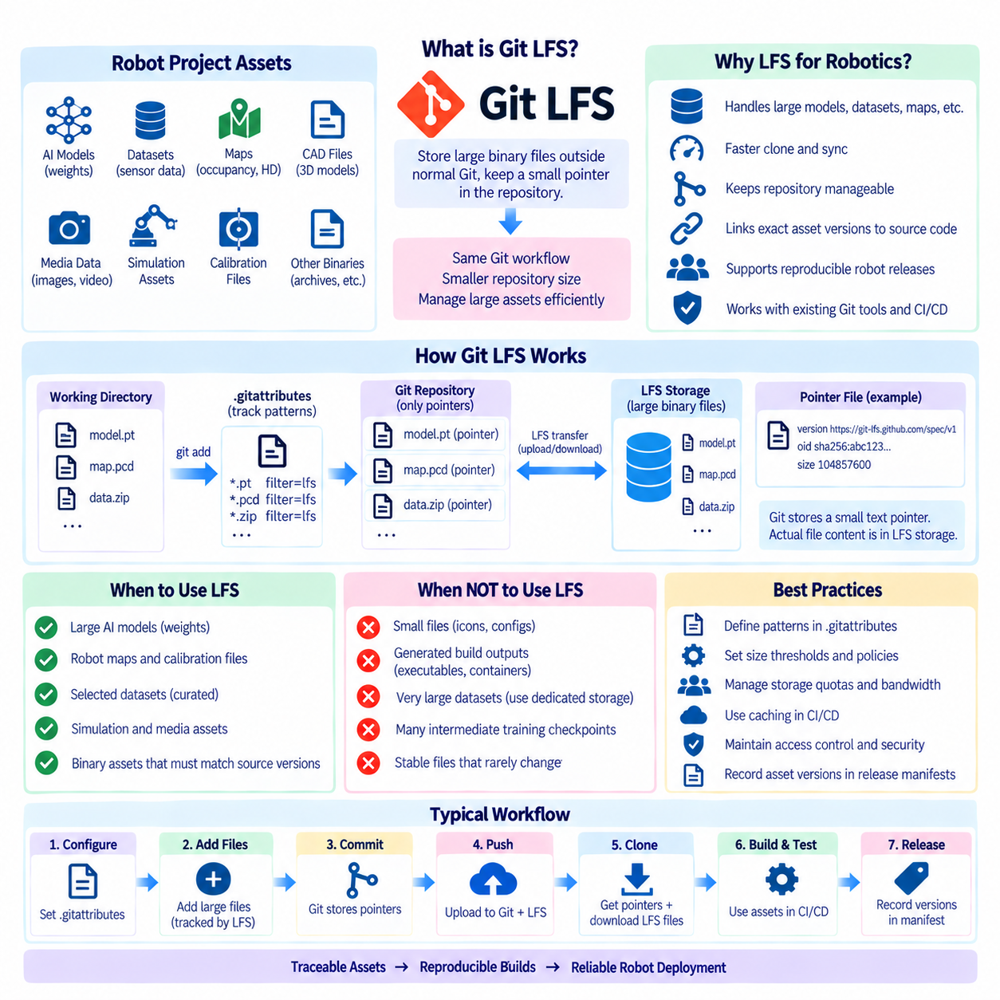 Robot Project Assets
AI Models
(weights)
Datasets
(sensor data)
Maps
(occupancy, HD)
CAD Files
(3D models)
Media Data
(images, video)
Simulation
Assets
Calibration
Files
Other Binaries
(archives, etc.)
What is Git LFS?
Git LFS
Store large binary files outside
normal Git, keep a small pointer
in the repository.
Same Git workflow
Smaller repository size
Manage large assets efficiently
Why LFS for Robotics?
Handles large models, datasets, maps, etc.
Faster clone and sync
Keeps repository manageable
Links exact asset versions to source code
Supports reproducible robot releases
Works with existing Git tools and CI/CD
How Git LFS Works
Working Directory
model.pt
map.pcd
data.zip
...
git add
.gitattributes
(track patterns)
*.pt filter=lfs
*.pcd filter=lfs
*.zip filter=lfs
...
Git Repository
(only pointers)
model.pt (pointer)
map.pcd (pointer)
data.zip (pointer)
...
LFS transfer
(upload/download)
LFS Storage
(large binary files)
model.pt
map.pcd
data.zip
...
Pointer File (example)
version https://git-lfs.github.com/spec/v1
oid sha256:abc123...
size 104857600
Git stores a small text pointer.
Actual file content is in LFS storage.
When to Use LFS
Large AI models (weights)
Robot maps and calibration files
Selected datasets (curated)
Simulation and media assets
Binary assets that must match source versions
When NOT to Use LFS
Small files (icons, configs)
Generated build outputs
(executables, containers)
Very large datasets (use dedicated storage)
Many intermediate training checkpoints
Stable files that rarely change
Best Practices
Define patterns in .gitattributes
Set size thresholds and policies
Manage storage quotas and bandwidth
Use caching in CI/CD
Maintain access control and security
Record asset versions in release manifests
Typical Workflow
1. Configure
Set .gitattributes
2. Add Files
Add large files
(tracked by LFS)
3. Commit
Git stores pointers
4. Push
Upload to Git + LFS
5. Clone
Get pointers +
download LFS files
6. Build & Test
Use assets in CI/CD
7. Release
Record versions
in manifest
Traceable Assets → Reproducible Builds → Reliable Robot Deployment